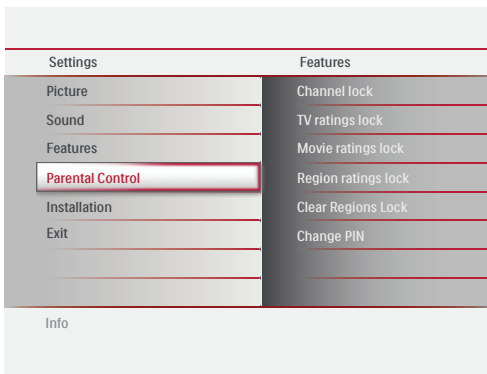 Settings
Features
Picture
Channel lock
Sound
TV ratings lock
Features
Movie ratings lock
Parental Control
Region ratings lock
Installation
Clear Regions Lock
Exit
Change PIN
Info